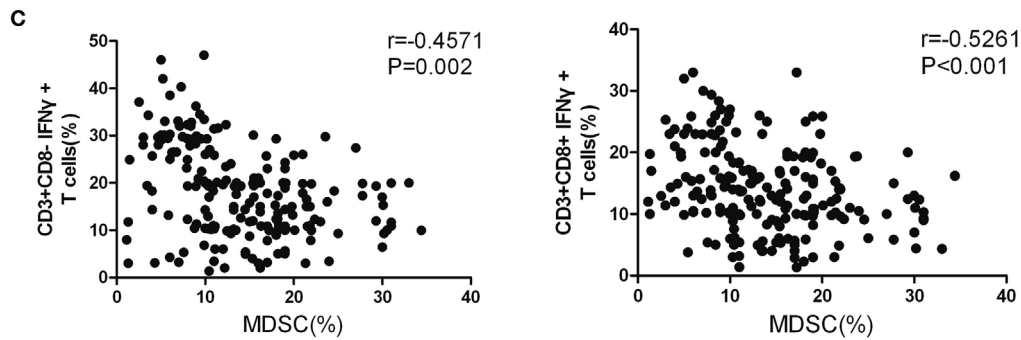 C
r=-0.4571
P=0.002
CD3+CD8- IFNγ +
T cells(%)
50
40
30
20
10
0
0 10 20 30 40
MDSC(%)
r=-0.5261
P<0.001
CD3+CD8+ IFNγ +
T cells(%)
40
30
20
10
0
0 10 20 30 40
MDSC(%)